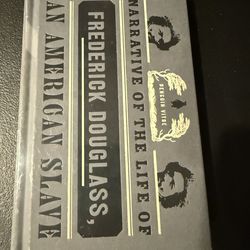 NARRATIVE OF THE LIFE OF
FREDERICK DOUGLASS,
AN AMERICAN SLAVE
PENGUIN VITAE